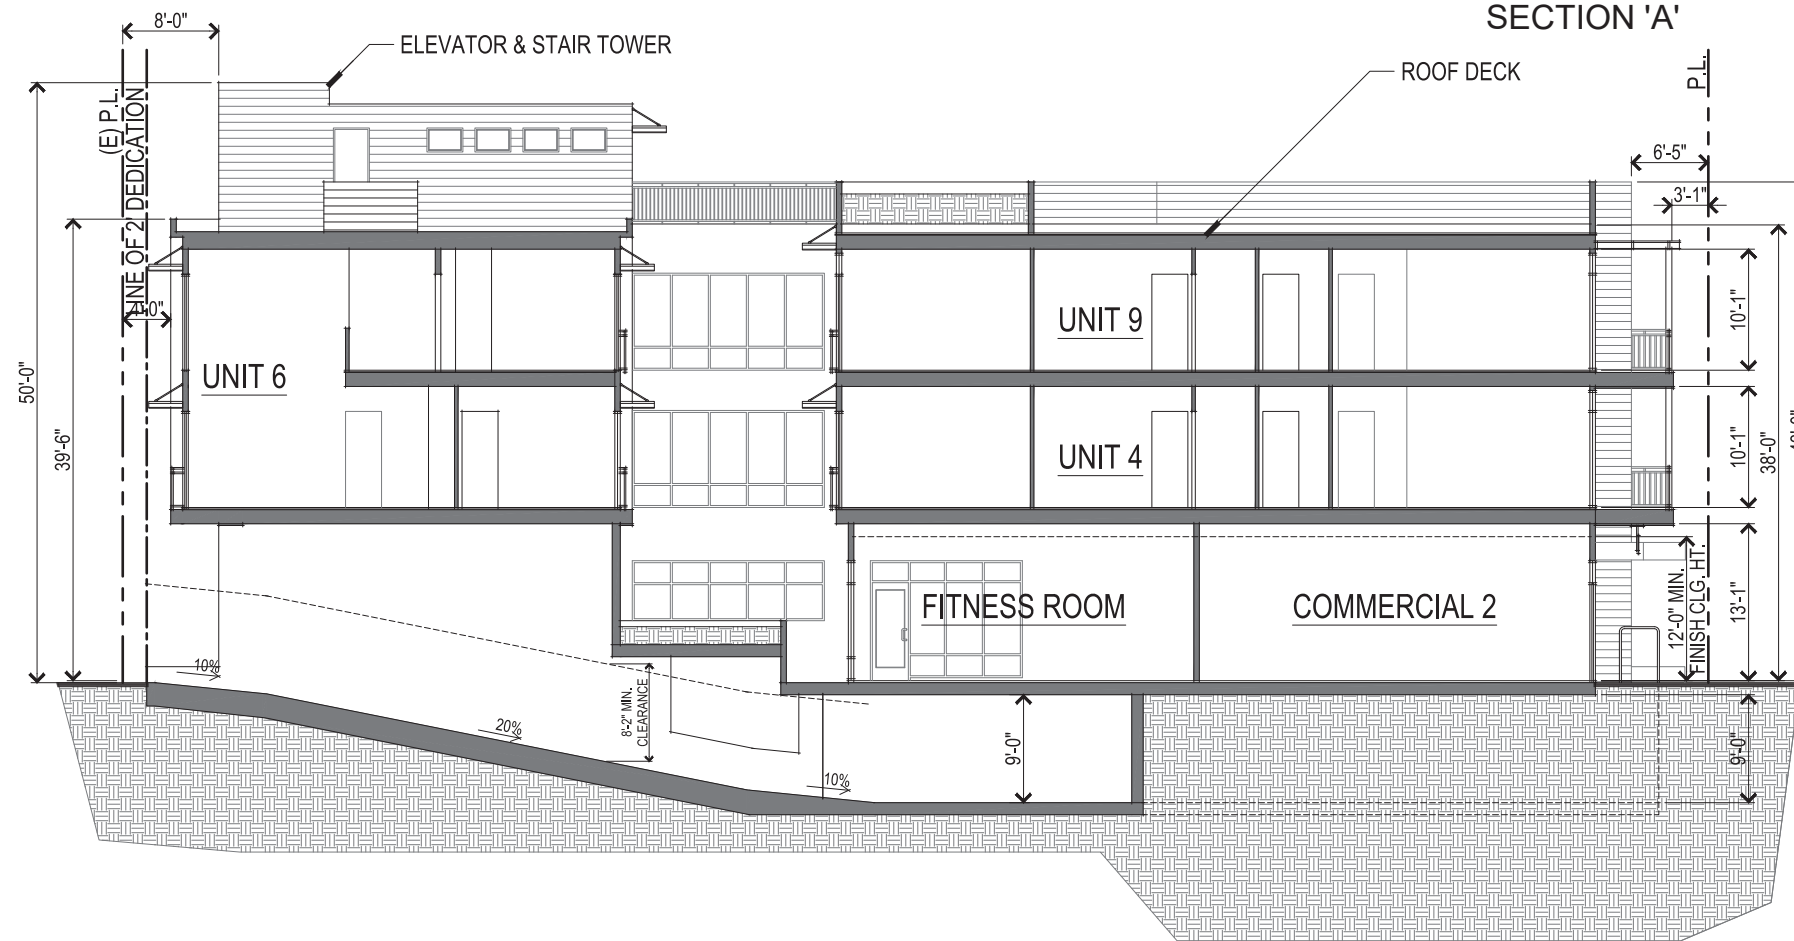 SECTION 'A'
8'-0"
ELEVATOR & STAIR TOWER
ROOF DECK
P.L.
(E) P.L.
LINE OF 2' DEDICATION
6'-5"
3'-1"
4'-0"
50'-0"
39'-6"
UNIT 6
UNIT 9
UNIT 4
10'-1"
10'-1"
38'-0"
FITNESS ROOM
COMMERCIAL 2
12'-0" MIN.
FINISH CLG. HT.
13'-1"
10%
20%
10%
8'-2" MIN.
CLEARANCE
9'-0"
9'-0"